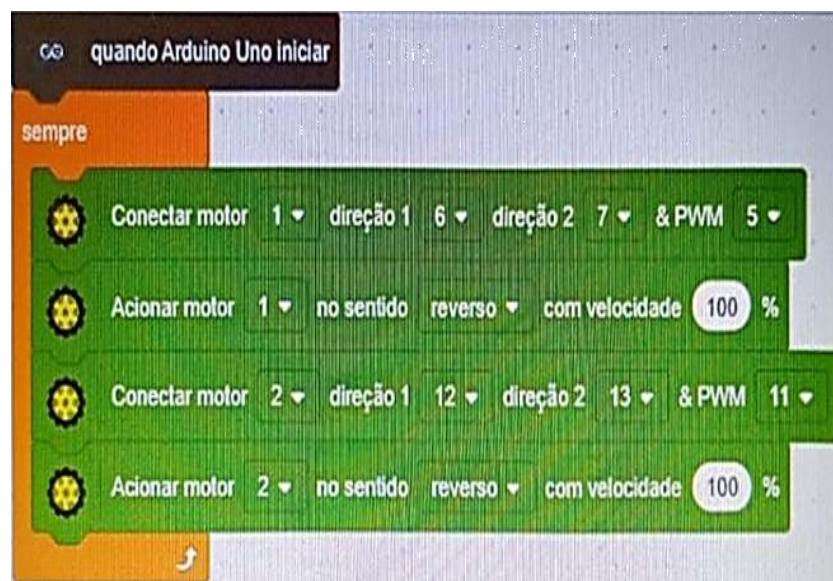 quando Arduino Uno iniciar
sempre
Conectar motor 1 direção 1 6 direção 2 7 & PWM 5
Acionar motor 1 no sentido reverso com velocidade 100 %
Conectar motor 2 direção 1 12 direção 2 13 & PWM 11
Acionar motor 2 no sentido reverso com velocidade 100 %